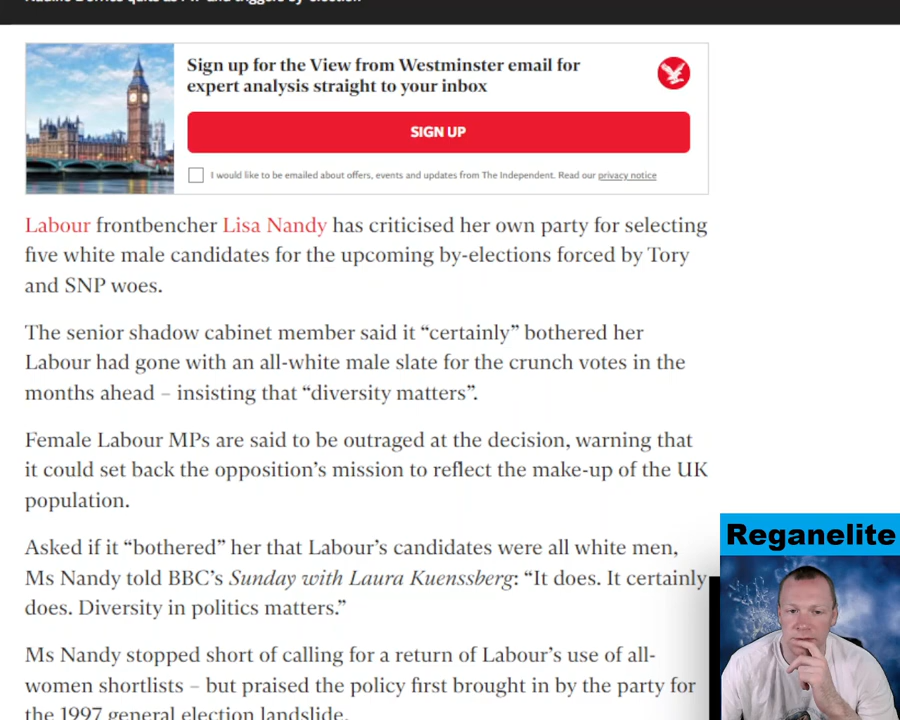 Sign up for the View from Westminster email for
expert analysis straight to your inbox
SIGN UP
I would like to be emailed about offers, events and updates from The Independent. Read our privacy notice
Labour frontbencher Lisa Nandy has criticised her own party for selecting
five white male candidates for the upcoming by-elections forced by Tory
and SNP woes.
The senior shadow cabinet member said it “certainly” bothered her
Labour had gone with an all-white male slate for the crunch votes in the
months ahead – insisting that “diversity matters”.
Female Labour MPs are said to be outraged at the decision, warning that
it could set back the opposition’s mission to reflect the make-up of the UK
population.
Asked if it “bothered” her that Labour’s candidates were all white men,
Ms Nandy told BBC’s Sunday with Laura Kuenssberg: “It does. It certainly
does. Diversity in politics matters.”
Ms Nandy stopped short of calling for a return of Labour’s use of all-
women shortlists – but praised the policy first brought in by the party for
the 1997 general election landslide.
Reganelite